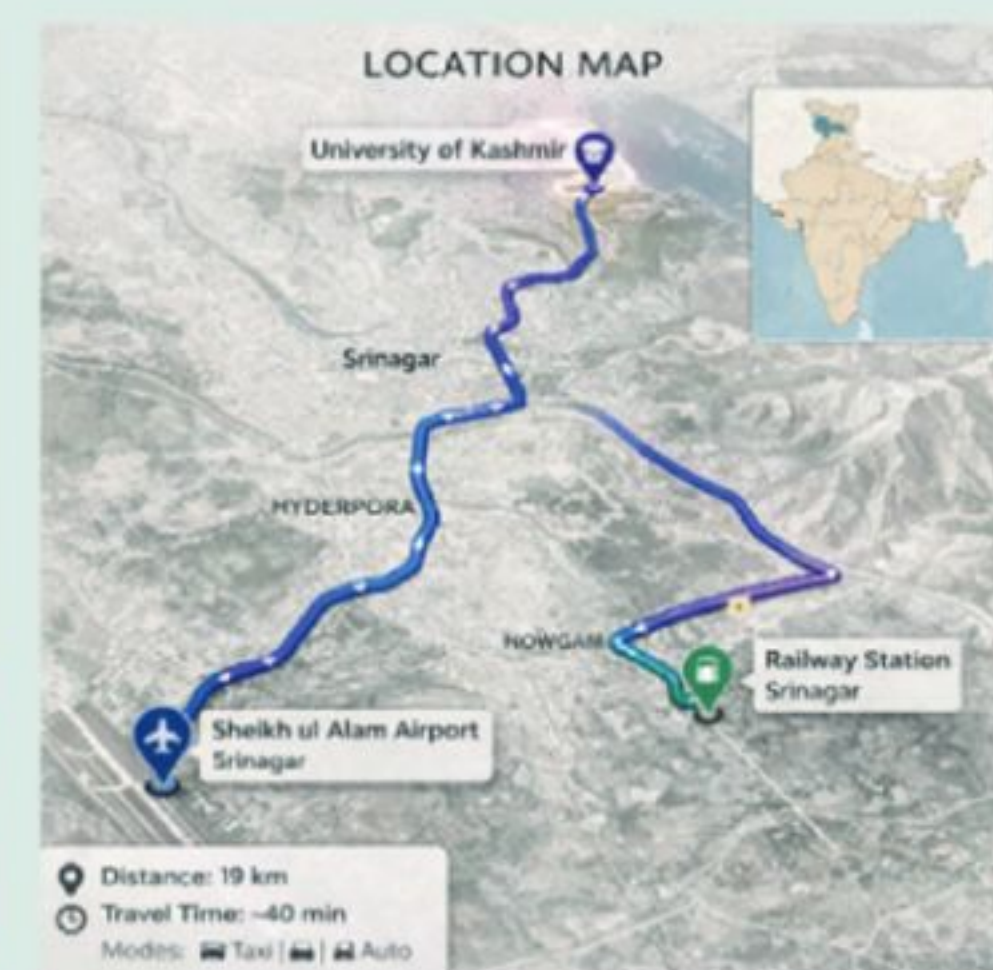 LOCATION MAP
University of Kashmir
Srinagar
HYDERPORA
NOWGAM
Railway Station
Srinagar
Sheikh ul Alam Airport
Srinagar
Distance: 19 km
Travel Time: ~40 min
Modes: Taxi | | Auto